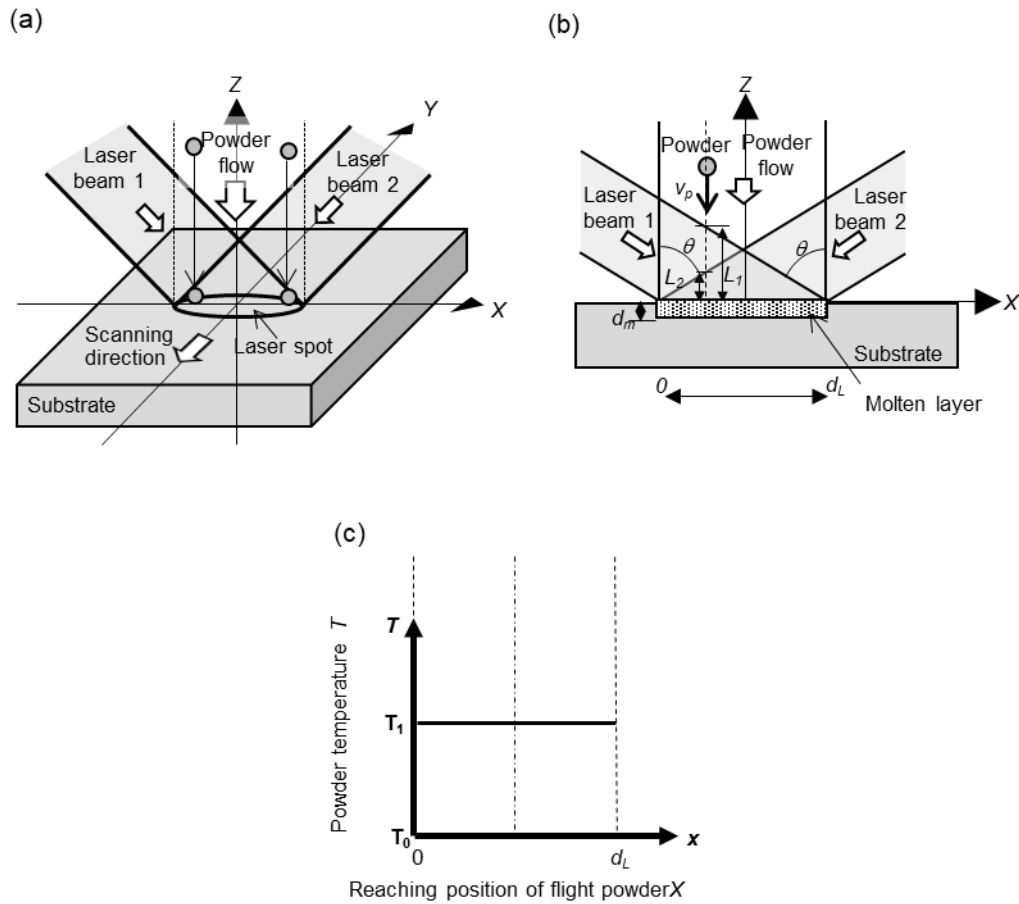 (a)
Z
Y
Powder
flow
Laser
beam 1
Laser
beam 2
X
Scanning
direction
Laser spot
Substrate
(b)
Z
Powder
Powder
flow
Laser
beam 1
v_p
Laser
beam 2
θ
θ
L_2
L_1
X
d_m
Substrate
0
d_L
Molten layer
(c)
Powder temperature T
T
T_1
T_0
x
0
d_L
Reaching position of flight powderX